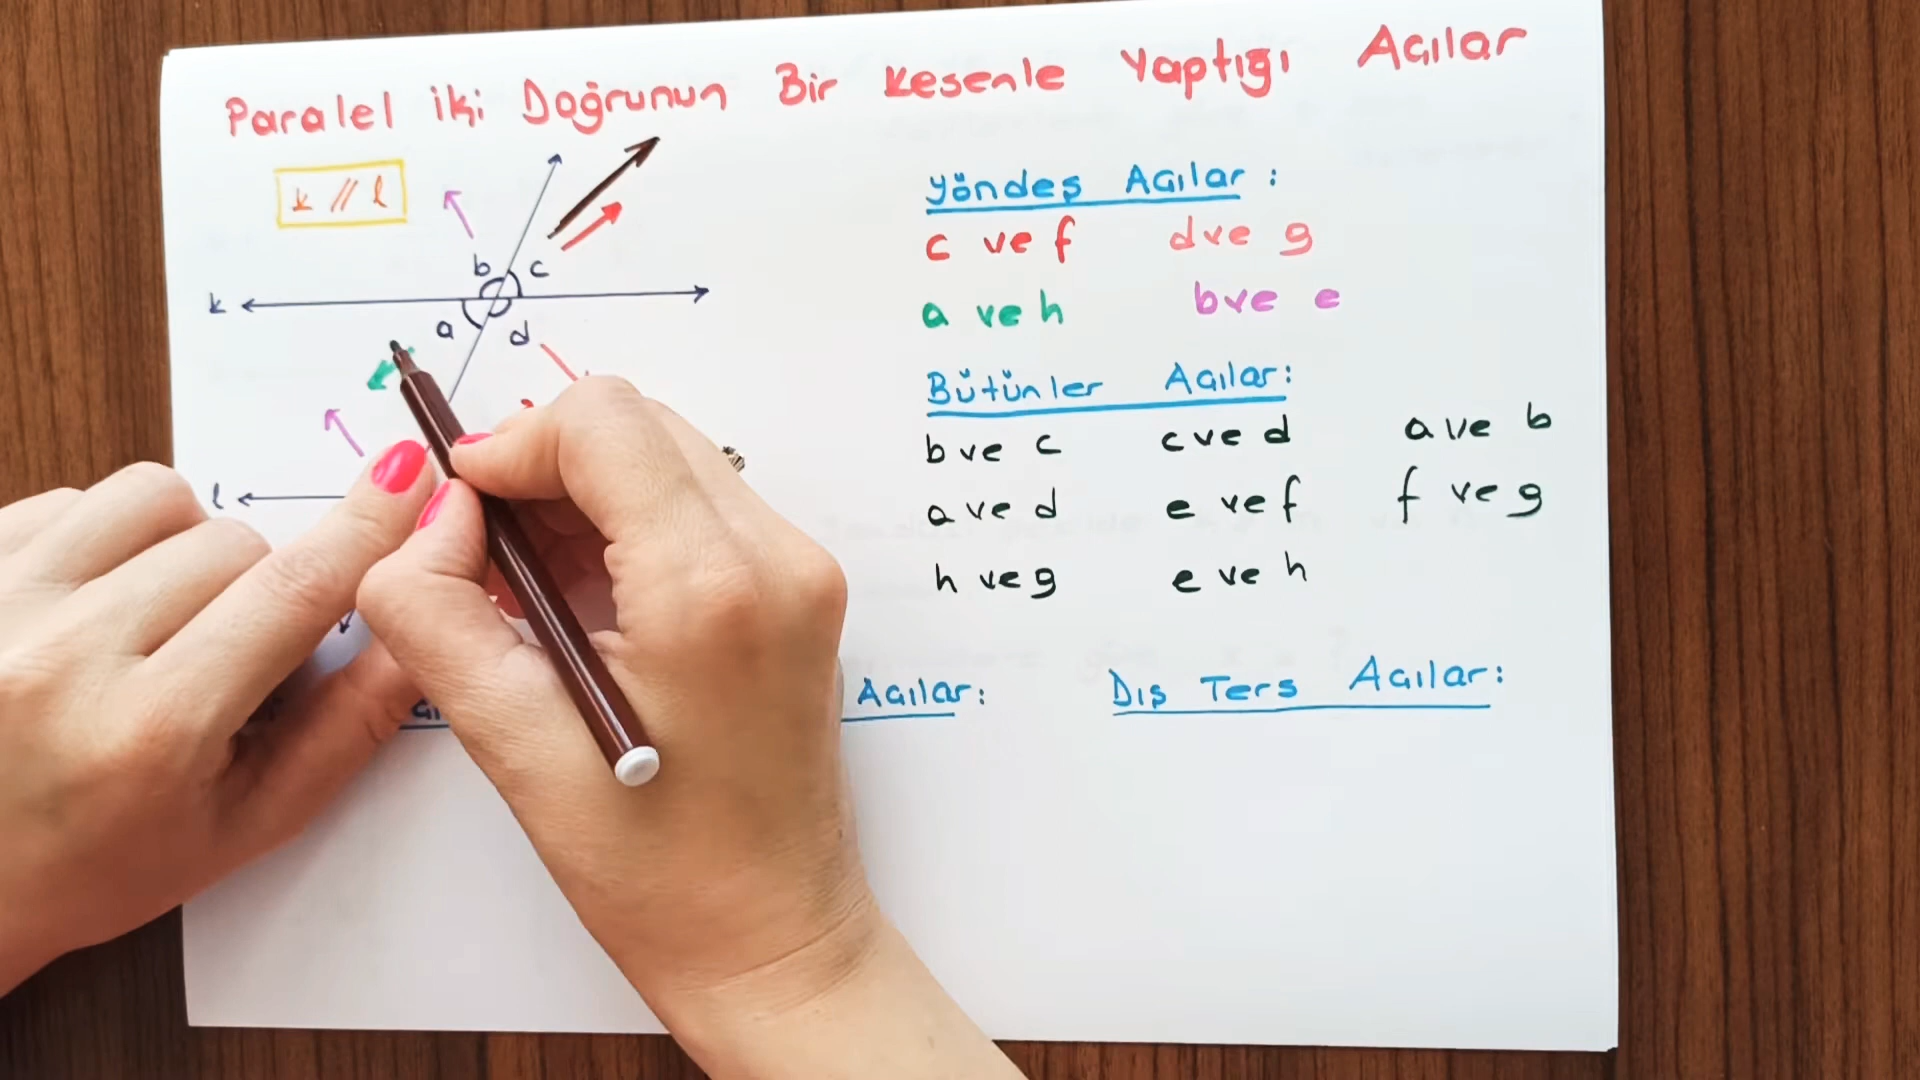 Paralel iki Doğrunun Bir Kesenle Yaptığı Açılar
k // l
b c
k
a d
l
Yöndeş Açılar :
c ve f d ve g
a ve h b ve e
Bütünler Açılar:
b ve c c ve d a ve b
a ve d e ve f f ve g
h ve g e ve h
Açılar:
Dış Ters Açılar: